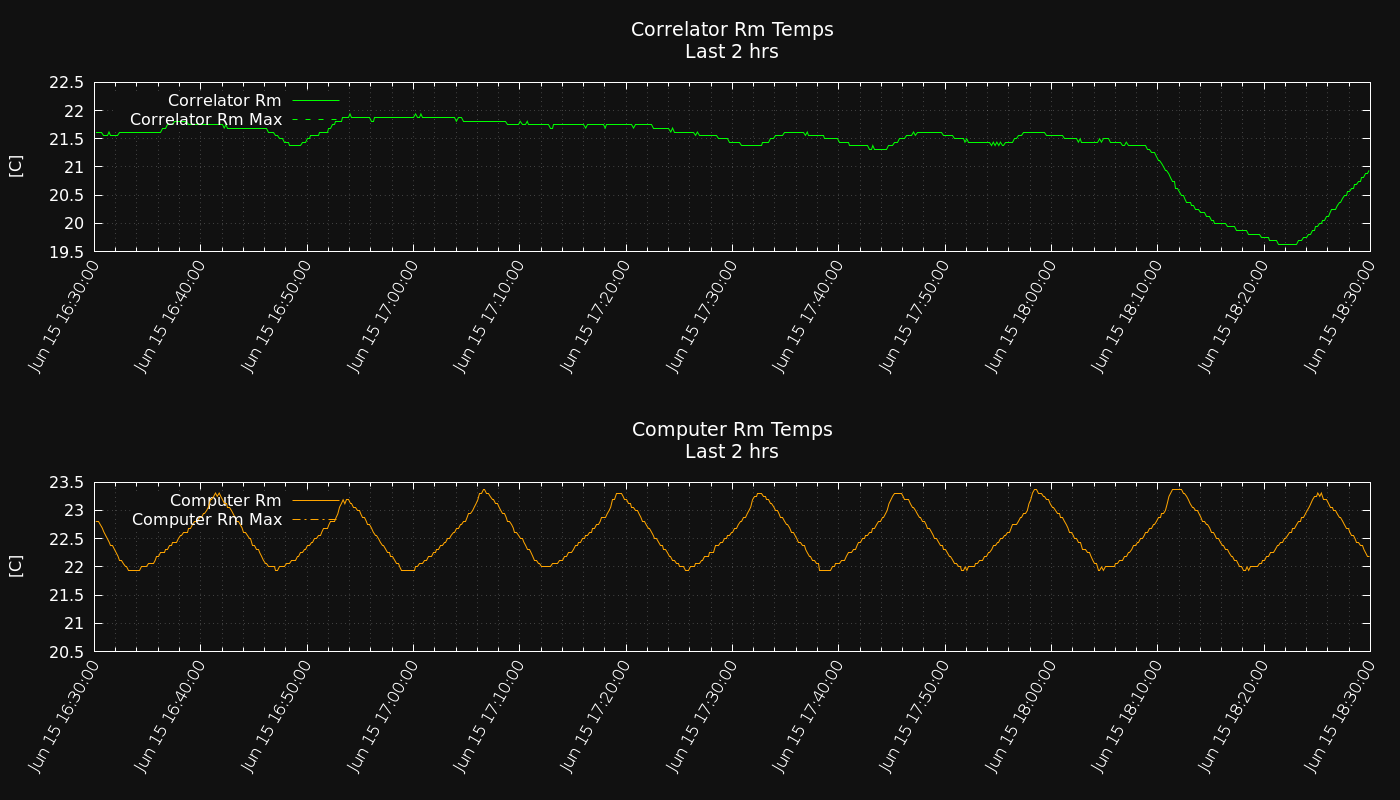 Correlator Rm Temps
Last 2 hrs
Correlator Rm
Correlator Rm Max
[C]
22.5
22
21.5
21
20.5
20
19.5
Jun 15 16:30:00
Jun 15 16:40:00
Jun 15 16:50:00
Jun 15 17:00:00
Jun 15 17:10:00
Jun 15 17:20:00
Jun 15 17:30:00
Jun 15 17:40:00
Jun 15 17:50:00
Jun 15 18:00:00
Jun 15 18:10:00
Jun 15 18:20:00
Jun 15 18:30:00
Computer Rm Temps
Last 2 hrs
Computer Rm
Computer Rm Max
[C]
23.5
23
22.5
22
21.5
21
20.5
Jun 15 16:30:00
Jun 15 16:40:00
Jun 15 16:50:00
Jun 15 17:00:00
Jun 15 17:10:00
Jun 15 17:20:00
Jun 15 17:30:00
Jun 15 17:40:00
Jun 15 17:50:00
Jun 15 18:00:00
Jun 15 18:10:00
Jun 15 18:20:00
Jun 15 18:30:00